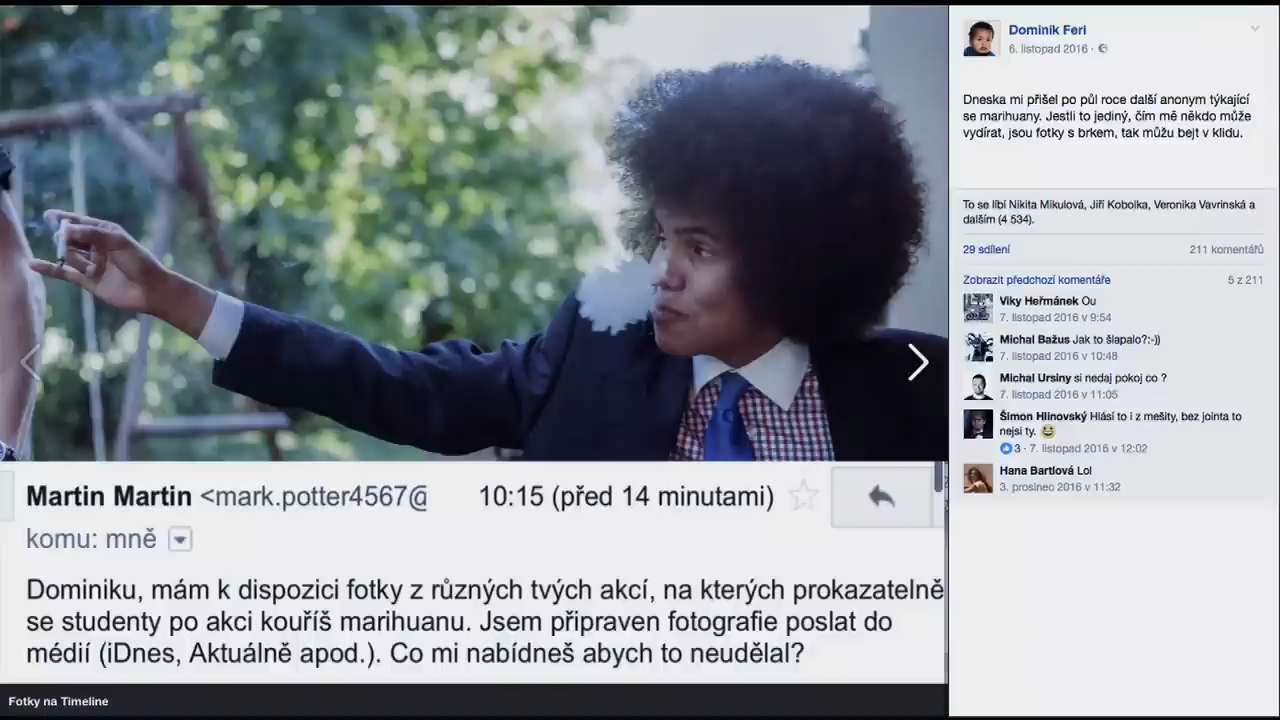 Dominik Feri
6. listopad 2016 ·
Dneska mi přišel po půl roce další anonym týkající
se marihuany. Jestli to jediný, čím mě někdo může
vydírat, jsou fotky s brkem, tak můžu bejt v klidu.
To se líbí Nikita Mikulová, Jiří Kobolka, Veronika Vavrinská a
dalším (4 534).
29 sdílení
211 komentářů
Zobrazit předchozí komentáře
5 z 211
Viky Heřmánek Ou
7. listopad 2016 v 9:54
Michal Bažus Jak to šlapalo?:-))
7. listopad 2016 v 10:48
Michal Ursiny si nedaj pokoj co ?
7. listopad 2016 v 11:05
Šimon Hlinovský Hlásí to i z mešity, bez jointa to
nejsi ty. 😂
3 · 7. listopad 2016 v 12:02
Hana Bartlová Lol
3. prosinec 2016 v 11:32
Martin Martin <mark.potter4567@
10:15 (před 14 minutami)
komu: mně
Dominiku, mám k dispozici fotky z různých tvých akcí, na kterých prokazatelně
se studenty po akci kouříš marihuanu. Jsem připraven fotografie poslat do
médií (iDnes, Aktuálně apod.). Co mi nabídneš abych to neudělal?
Fotky na Timeline